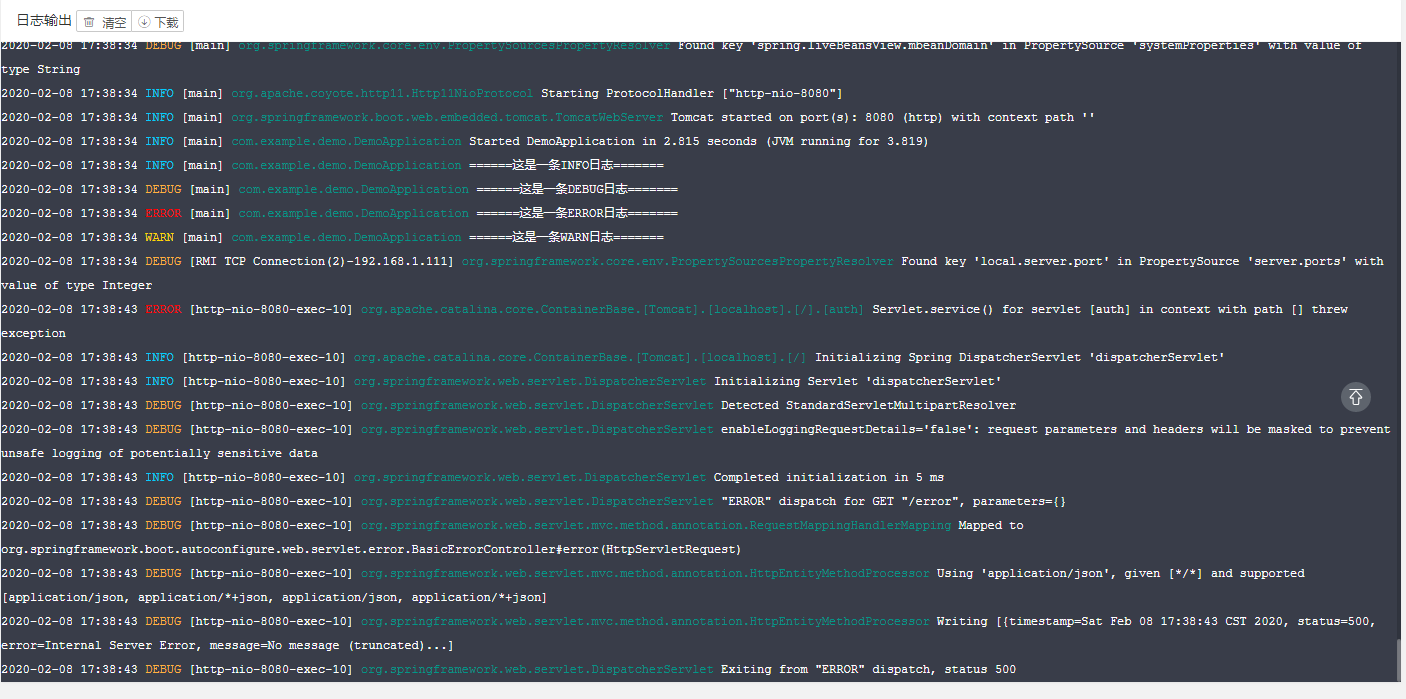 日志输出 清空 下载
2020-02-08 17:38:34 DEBUG [main] org.springframework.core.env.PropertySourcesPropertyResolver Found key 'spring.liveBeansView.mbeanDomain' in PropertySource 'systemProperties' with value of
type String
2020-02-08 17:38:34 INFO [main] org.apache.coyote.http11.Http11NioProtocol Starting ProtocolHandler ["http-nio-8080"]
2020-02-08 17:38:34 INFO [main] org.springframework.boot.web.embedded.tomcat.TomcatWebServer Tomcat started on port(s): 8080 (http) with context path ''
2020-02-08 17:38:34 INFO [main] com.example.demo.DemoApplication Started DemoApplication in 2.815 seconds (JVM running for 3.819)
2020-02-08 17:38:34 INFO [main] com.example.demo.DemoApplication ======这是一条INFO日志=======
2020-02-08 17:38:34 DEBUG [main] com.example.demo.DemoApplication ======这是一条DEBUG日志=======
2020-02-08 17:38:34 ERROR [main] com.example.demo.DemoApplication ======这是一条ERROR日志=======
2020-02-08 17:38:34 WARN [main] com.example.demo.DemoApplication ======这是一条WARN日志=======
2020-02-08 17:38:34 DEBUG [RMI TCP Connection(2)-192.168.1.111] org.springframework.core.env.PropertySourcesPropertyResolver Found key 'local.server.port' in PropertySource 'server.ports' with
value of type Integer
2020-02-08 17:38:43 ERROR [http-nio-8080-exec-10] org.apache.catalina.core.ContainerBase.[Tomcat].[localhost].[/].[auth] Servlet.service() for servlet [auth] in context with path [] threw
exception
2020-02-08 17:38:43 INFO [http-nio-8080-exec-10] org.apache.catalina.core.ContainerBase.[Tomcat].[localhost].[/] Initializing Spring DispatcherServlet 'dispatcherServlet'
2020-02-08 17:38:43 INFO [http-nio-8080-exec-10] org.springframework.web.servlet.DispatcherServlet Initializing Servlet 'dispatcherServlet'
2020-02-08 17:38:43 DEBUG [http-nio-8080-exec-10] org.springframework.web.servlet.DispatcherServlet Detected StandardServletMultipartResolver
2020-02-08 17:38:43 DEBUG [http-nio-8080-exec-10] org.springframework.web.servlet.DispatcherServlet enableLoggingRequestDetails='false': request parameters and headers will be masked to prevent
unsafe logging of potentially sensitive data
2020-02-08 17:38:43 INFO [http-nio-8080-exec-10] org.springframework.web.servlet.DispatcherServlet Completed initialization in 5 ms
2020-02-08 17:38:43 DEBUG [http-nio-8080-exec-10] org.springframework.web.servlet.DispatcherServlet "ERROR" dispatch for GET "/error", parameters={}
2020-02-08 17:38:43 DEBUG [http-nio-8080-exec-10] org.springframework.web.servlet.mvc.method.annotation.RequestMappingHandlerMapping Mapped to
org.springframework.boot.autoconfigure.web.servlet.error.BasicErrorController#error(HttpServletRequest)
2020-02-08 17:38:43 DEBUG [http-nio-8080-exec-10] org.springframework.web.servlet.mvc.method.annotation.HttpEntityMethodProcessor Using 'application/json', given [*/*] and supported
[application/json, application/*+json, application/json, application/*+json]
2020-02-08 17:38:43 DEBUG [http-nio-8080-exec-10] org.springframework.web.servlet.mvc.method.annotation.HttpEntityMethodProcessor Writing [{timestamp=Sat Feb 08 17:38:43 CST 2020, status=500,
error=Internal Server Error, message=No message (truncated)...]
2020-02-08 17:38:43 DEBUG [http-nio-8080-exec-10] org.springframework.web.servlet.DispatcherServlet Exiting from "ERROR" dispatch, status 500